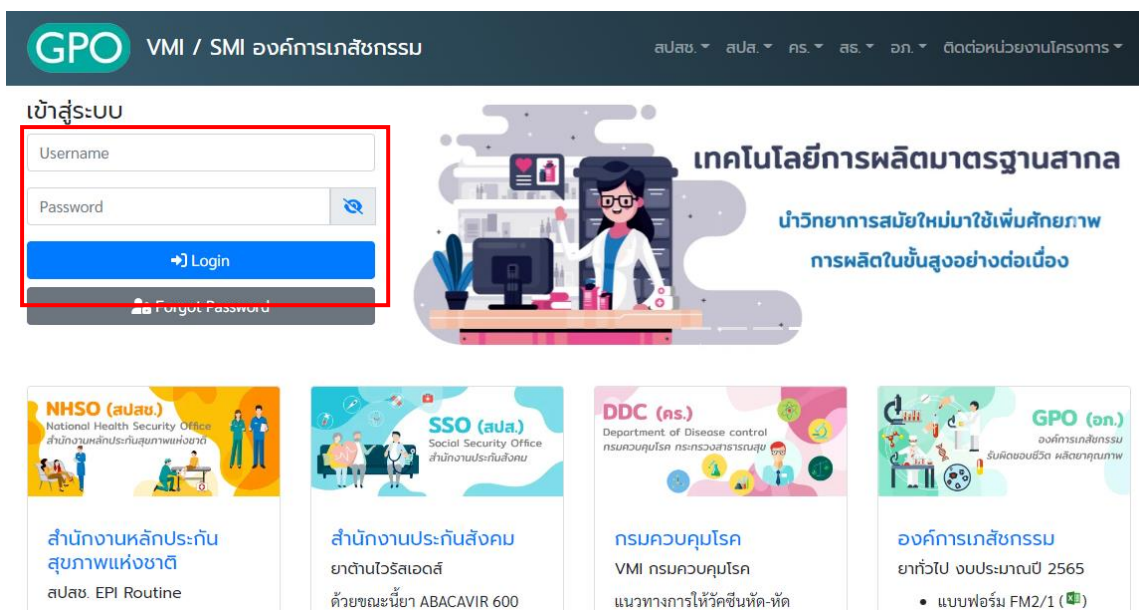 GPO VMI / SMI องค์การเภสัชกรรม สปสช. สปส. คร. สธ. อภ. ติดต่อหน่วยงานโครงการ
เข้าสู่ระบบ
Username
Password
Login
Forgot Password
เทคโนโลยีการผลิตมาตรฐานสากล
นำวิทยาการสมัยใหม่มาใช้เพิ่มศักยภาพ
การผลิตในขั้นสูงอย่างต่อเนื่อง
NHSO (สปสช.)
National Health Security Office
สำนักงานหลักประกันสุขภาพแห่งชาติ
สำนักงานหลักประกัน
สุขภาพแห่งชาติ
สปสช. EPI Routine
SSO (สปส.)
Social Security Office
สำนักงานประกันสังคม
สำนักงานประกันสังคม
ยาต้านไวรัสเอดส์
ด้วยขณะนี้ยา ABACAVIR 600
DDC (คร.)
Department of Disease control
กรมควบคุมโรค กระทรวงสาธารณสุข
กรมควบคุมโรค
VMI กรมควบคุมโรค
แนวทางการให้วัคซีนหัด-หัด
GPO (อภ.)
องค์การเภสัชกรรม
รับผิดชอบชีวิต ผลิตยาคุณภาพ
องค์การเภสัชกรรม
ยาทั่วไป งบประมาณปี 2565
• แบบฟอร์ม FM2/1 ( )